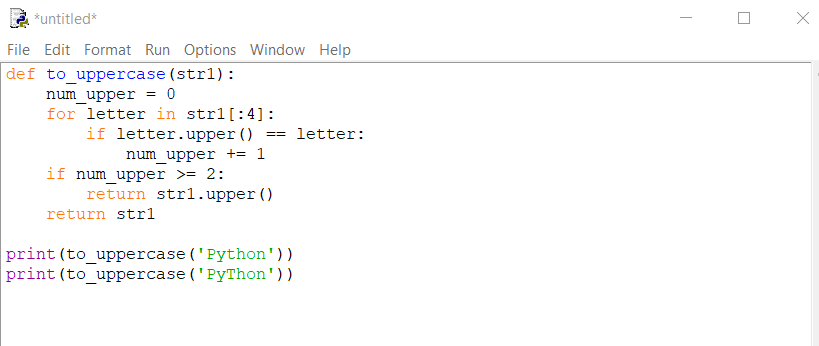 *untitled*
File Edit Format Run Options Window Help
def to_uppercase(str1):
    num_upper = 0
    for letter in str1[:4]:
        if letter.upper() == letter:
            num_upper += 1
    if num_upper >= 2:
        return str1.upper()
    return str1

print(to_uppercase('Python'))
print(to_uppercase('PyThon'))